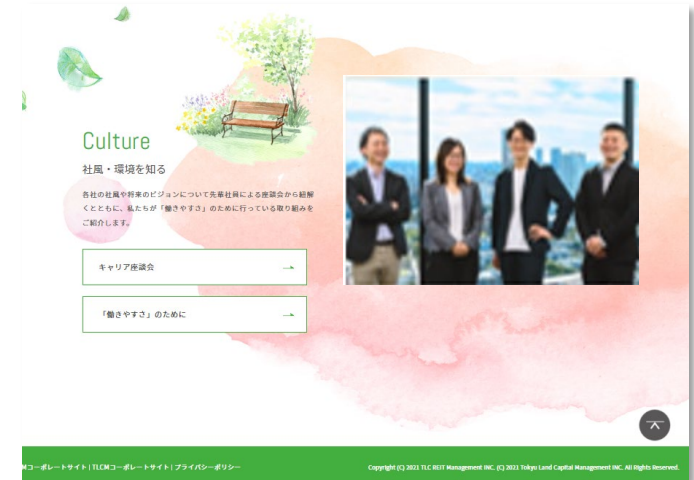 Culture
社風・環境を知る
各社の社風や将来のビジョンについて先輩社員による座談会から紐解
くとともに、私たちが「働きやすさ」のために行っている取り組みを
ご紹介します。
キャリア座談会
「働きやすさ」のために
Mコーポレートサイト | TLCMコーポレートサイト | プライバシーポリシー
Copyright (C) 2021 TLC REIT Management INC. (C) 2021 Tokyu Land Capital Management INC. All Rights Reserved.